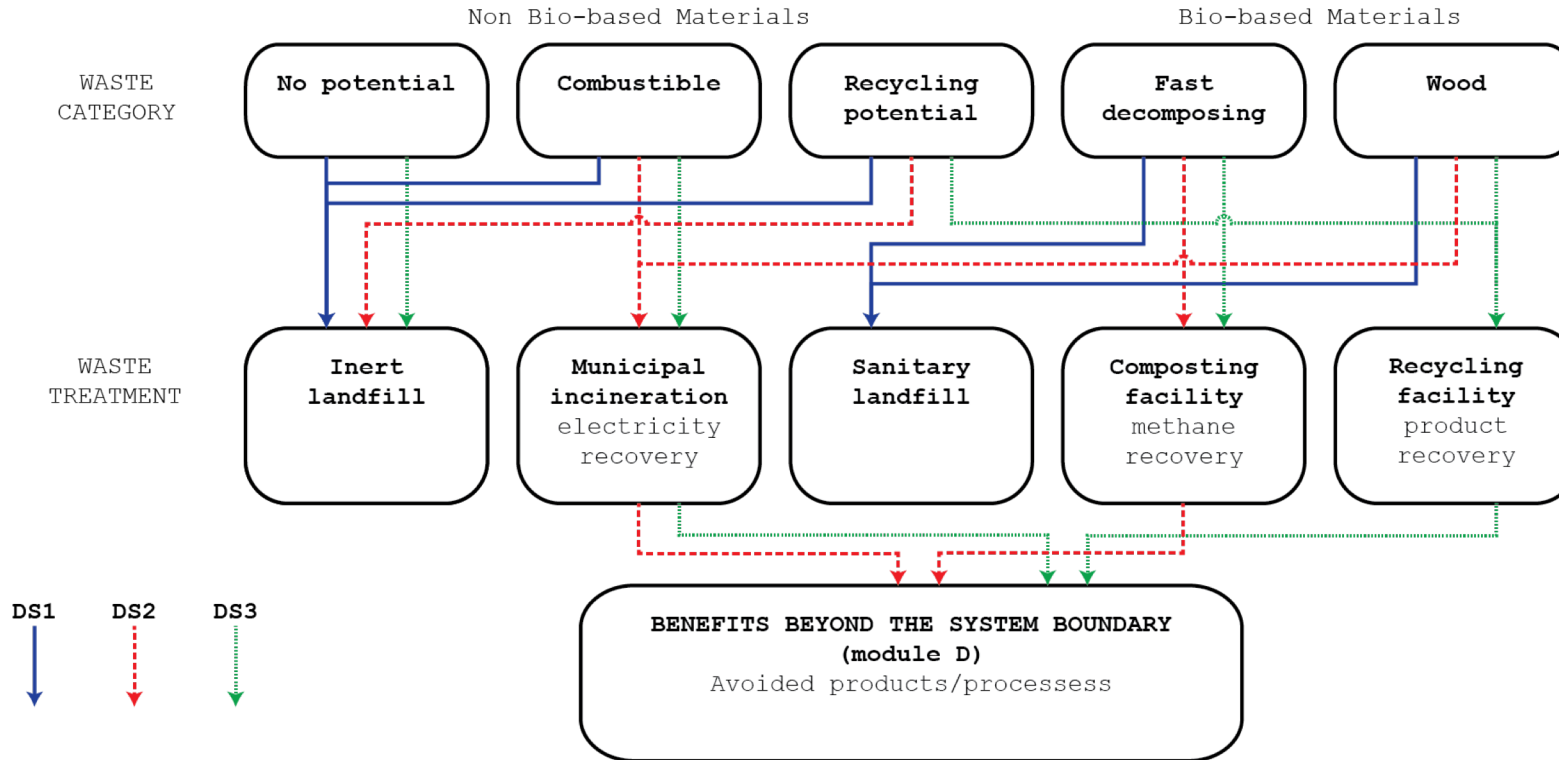 Non Bio-based Materials
Bio-based Materials
WASTE
CATEGORY
No potential
Combustible
Recycling
potential
Fast
decomposing
Wood
WASTE
TREATMENT
Inert
landfill
Municipal
incineration
electricity
recovery
Sanitary
landfill
Composting
facility
methane
recovery
Recycling
facility
product
recovery
DS1
DS2
DS3
BENEFITS BEYOND THE SYSTEM BOUNDARY
(module D)
Avoided products/processess